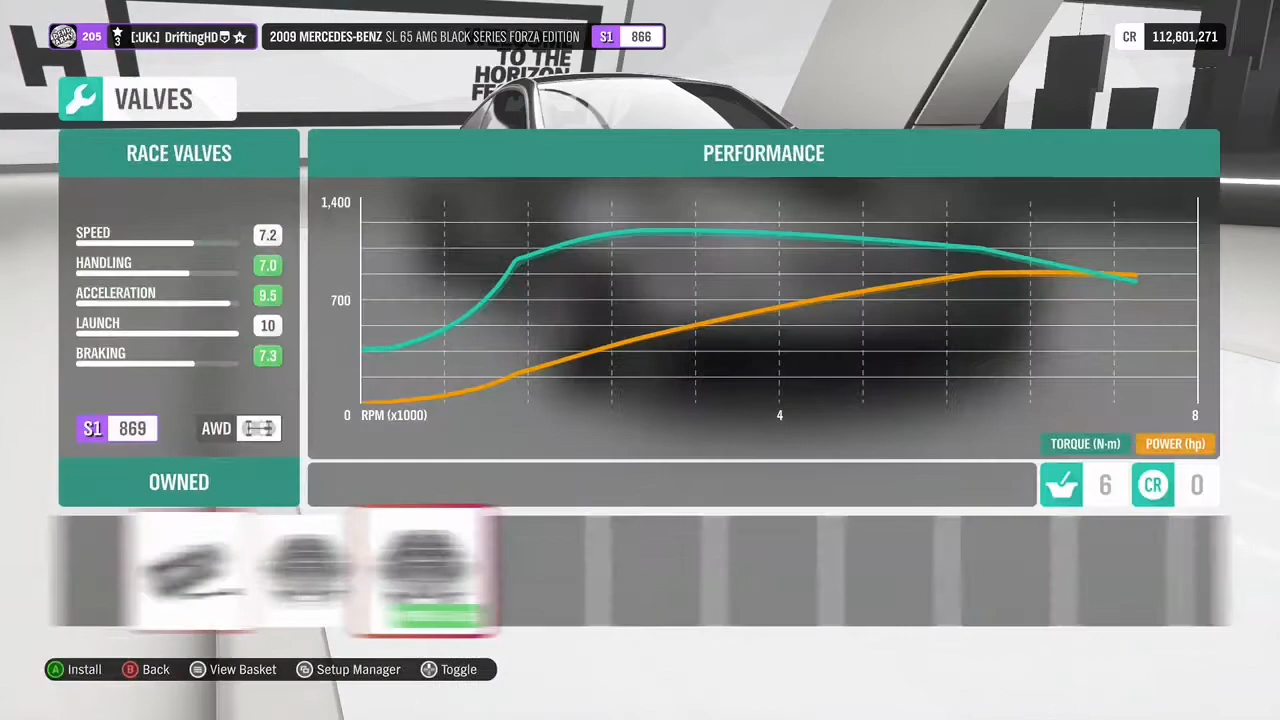 205 3 [:UK:] DriftingHD
2009 MERCEDES-BENZ SL 65 AMG BLACK SERIES FORZA EDITION S1 866
CR 112,601,271
TO THE
HORIZON
VALVES
RACE VALVES
SPEED 7.2
HANDLING 7.0
ACCELERATION 9.5
LAUNCH 10
BRAKING 7.3
S1 869 AWD
OWNED
PERFORMANCE
1,400
700
0 RPM (x1000) 4 8
TORQUE (N-m) POWER (hp)
6 CR 0
A Install B Back View Basket Setup Manager Toggle